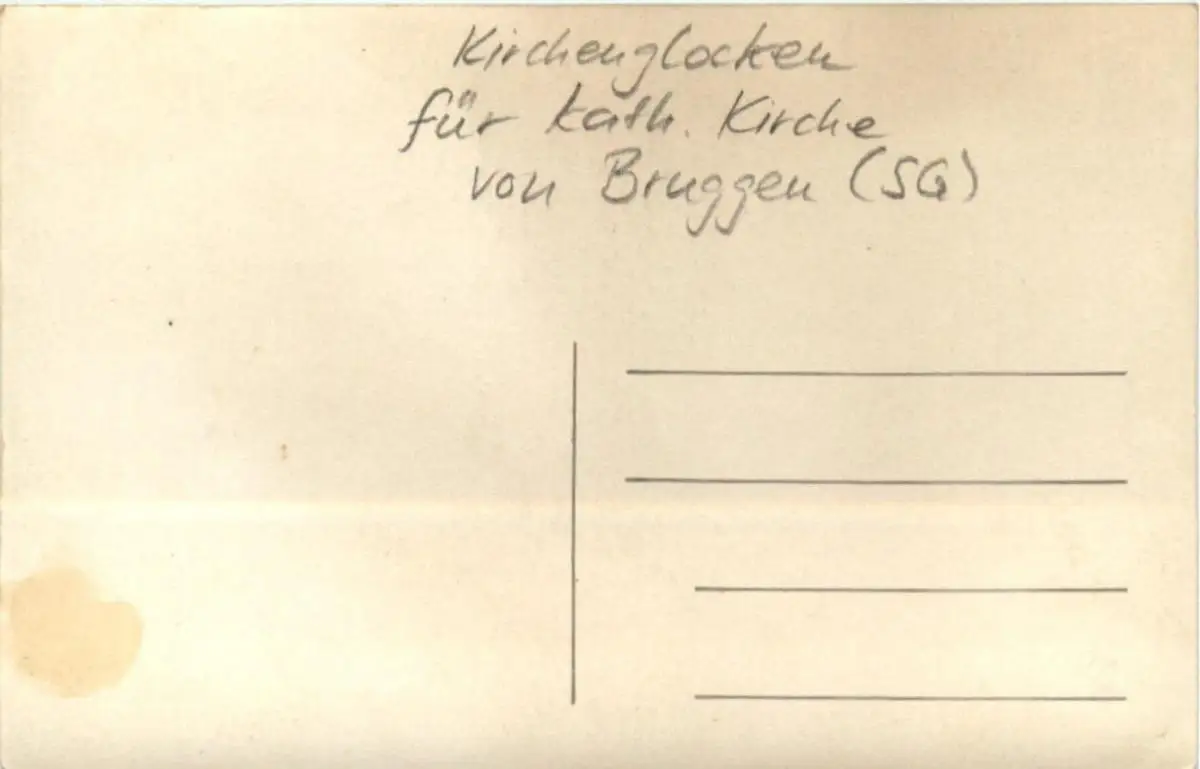 Kirchenglocken
für kath. Kirche
von Bruggen (SG)